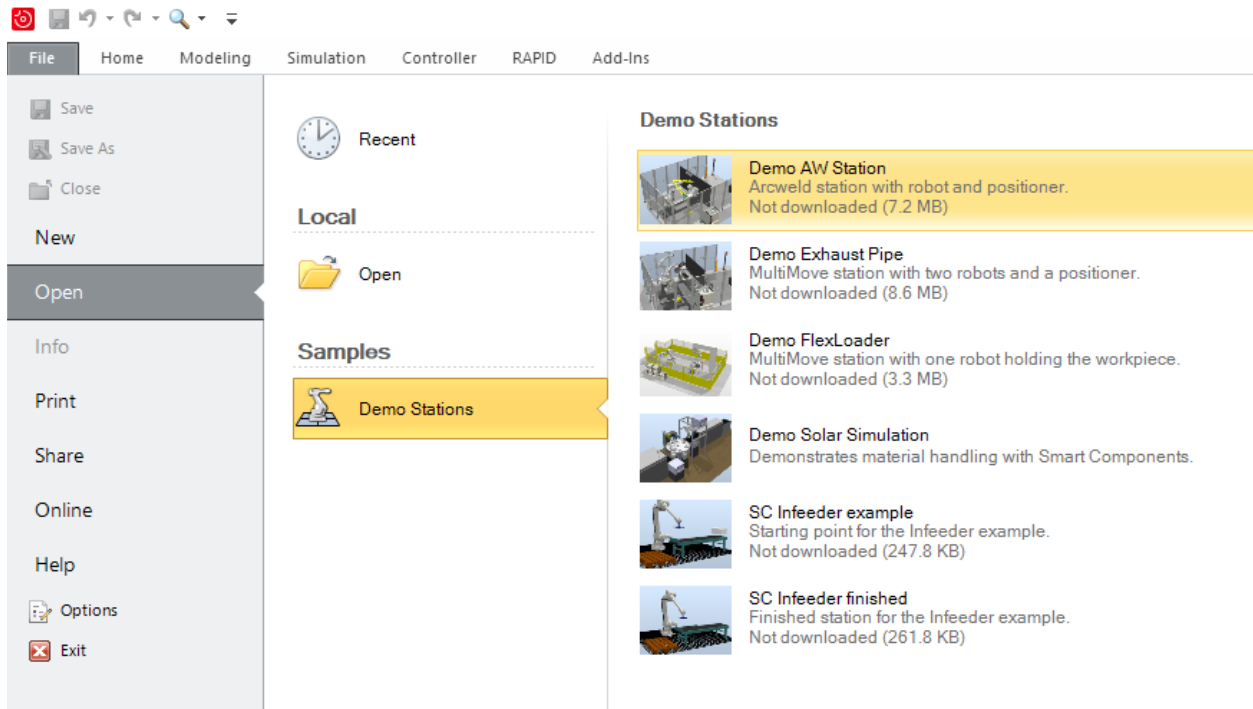 File Home Modeling Simulation Controller RAPID Add-Ins
Save
Save As
Close
New
Open
Info
Print
Share
Online
Help
Options
Exit
Recent
Local
Open
Samples
Demo Stations
Demo Stations
Demo AW Station
Arcweld station with robot and positioner.
Not downloaded (7.2 MB)
Demo Exhaust Pipe
MultiMove station with two robots and a positioner.
Not downloaded (8.6 MB)
Demo FlexLoader
MultiMove station with one robot holding the workpiece.
Not downloaded (3.3 MB)
Demo Solar Simulation
Demonstrates material handling with Smart Components.
SC Infeeder example
Starting point for the Infeeder example.
Not downloaded (247.8 KB)
SC Infeeder finished
Finished station for the Infeeder example.
Not downloaded (261.8 KB)